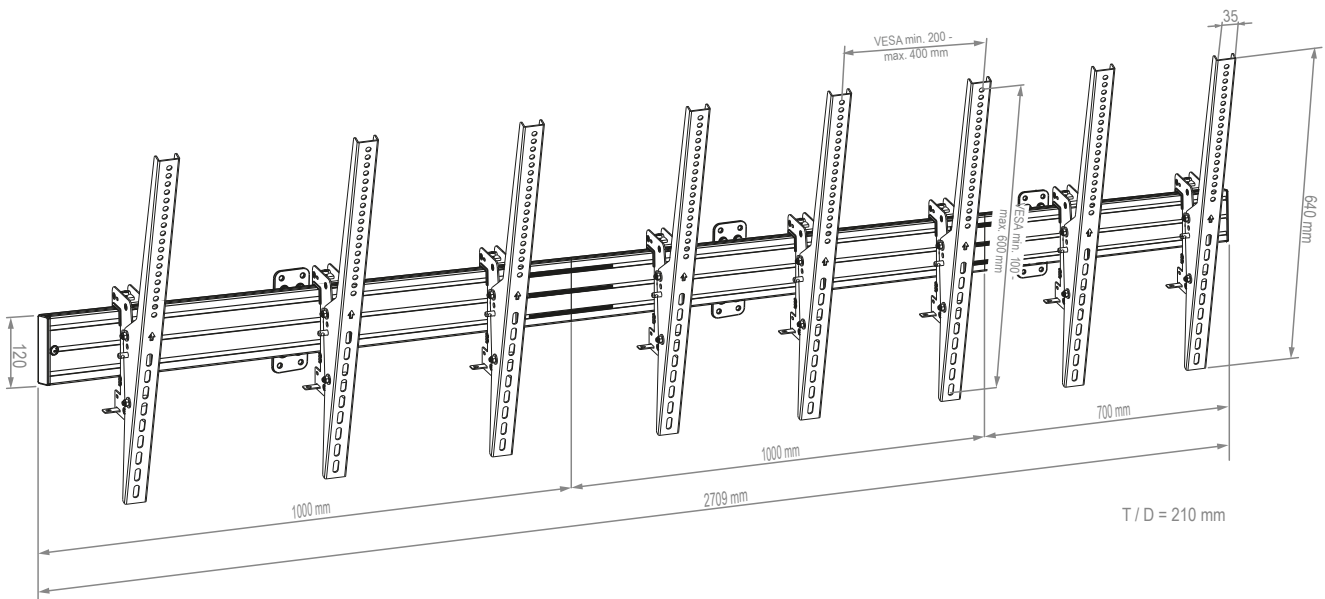 35
VESA min. 200 -
max. 400 mm
640 mm
VESA min. 100 -
max. 600 mm
120
700 mm
1000 mm
1000 mm
2709 mm
T / D = 210 mm